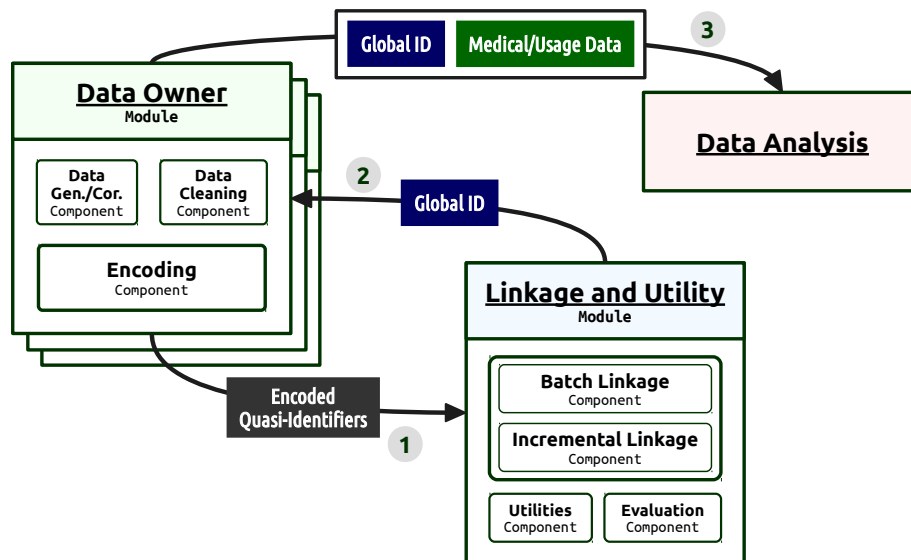 Global ID
Medical/Usage Data
3
Data Owner
Module
Data Analysis
Data
Gen./Cor.
Component
Data
Cleaning
Component
2
Global ID
Encoding
Component
Linkage and Utility
Module
Encoded
Quasi-Identifiers
1
Batch Linkage
Component
Incremental Linkage
Component
Utilities
Component
Evaluation
Component